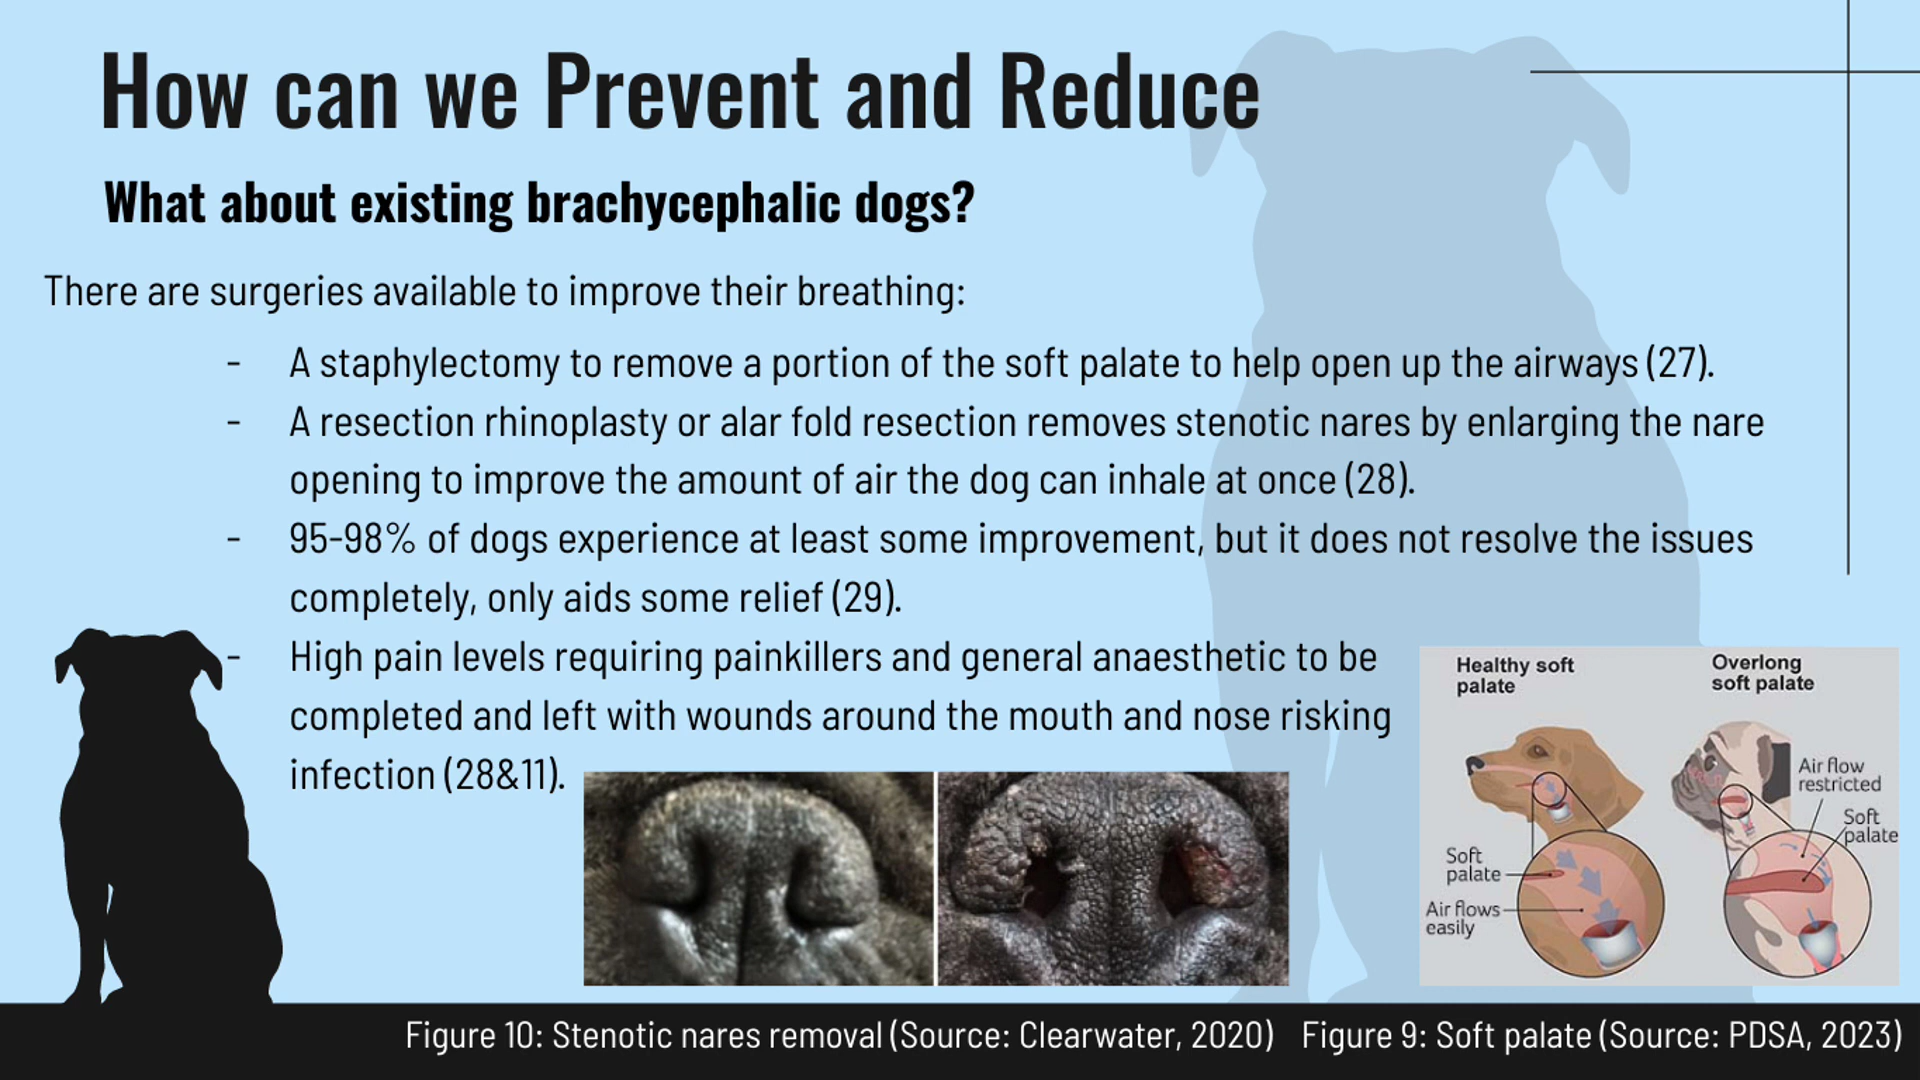 How can we Prevent and Reduce
What about existing brachycephalic dogs?
There are surgeries available to improve their breathing:
- A staphylectomy to remove a portion of the soft palate to help open up the airways (27).
- A resection rhinoplasty or alar fold resection removes stenotic nares by enlarging the nare
opening to improve the amount of air the dog can inhale at once (28).
- 95-98% of dogs experience at least some improvement, but it does not resolve the issues
completely, only aids some relief (29).
- High pain levels requiring painkillers and general anaesthetic to be
completed and left with wounds around the mouth and nose risking
infection (28&11).
Healthy soft
palate
Overlong
soft palate
Air flow
restricted
Soft
palate
Soft
palate
Air flows
easily
Figure 10: Stenotic nares removal (Source: Clearwater, 2020)
Figure 9: Soft palate (Source: PDSA, 2023)